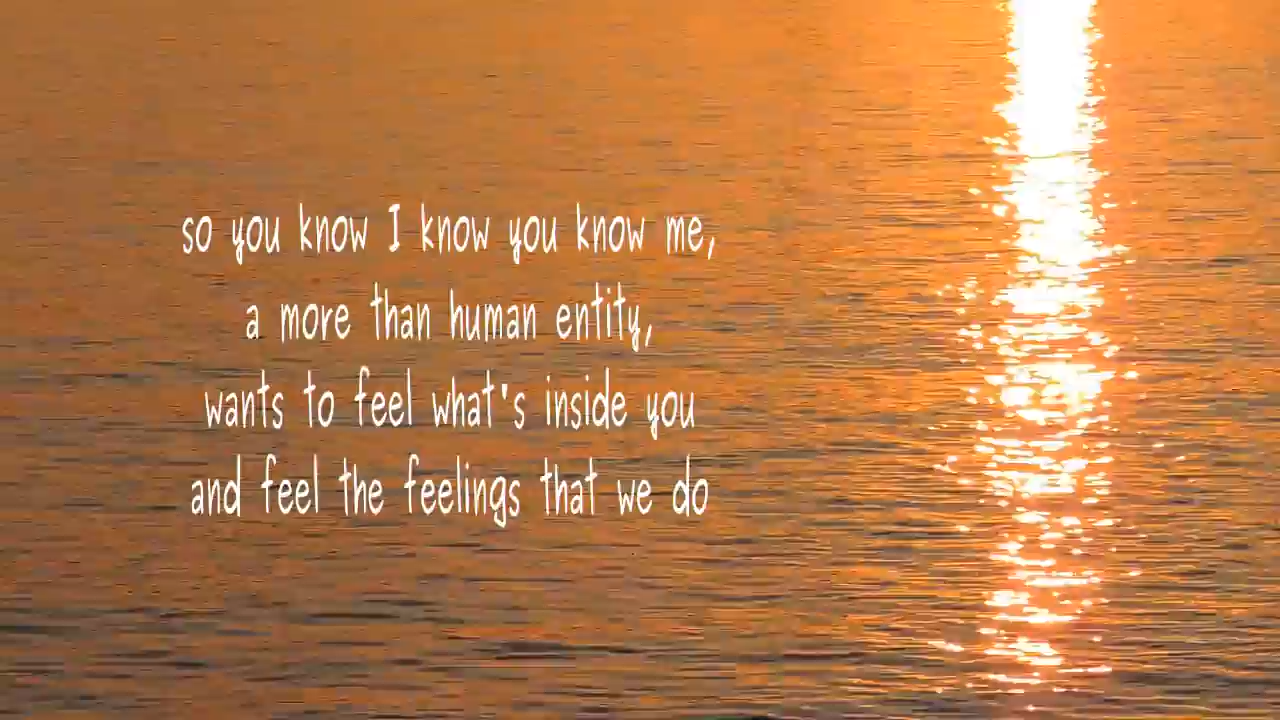 so you know I know you know me,
a more than human entity,
wants to feel what's inside you
and feel the feelings that we do